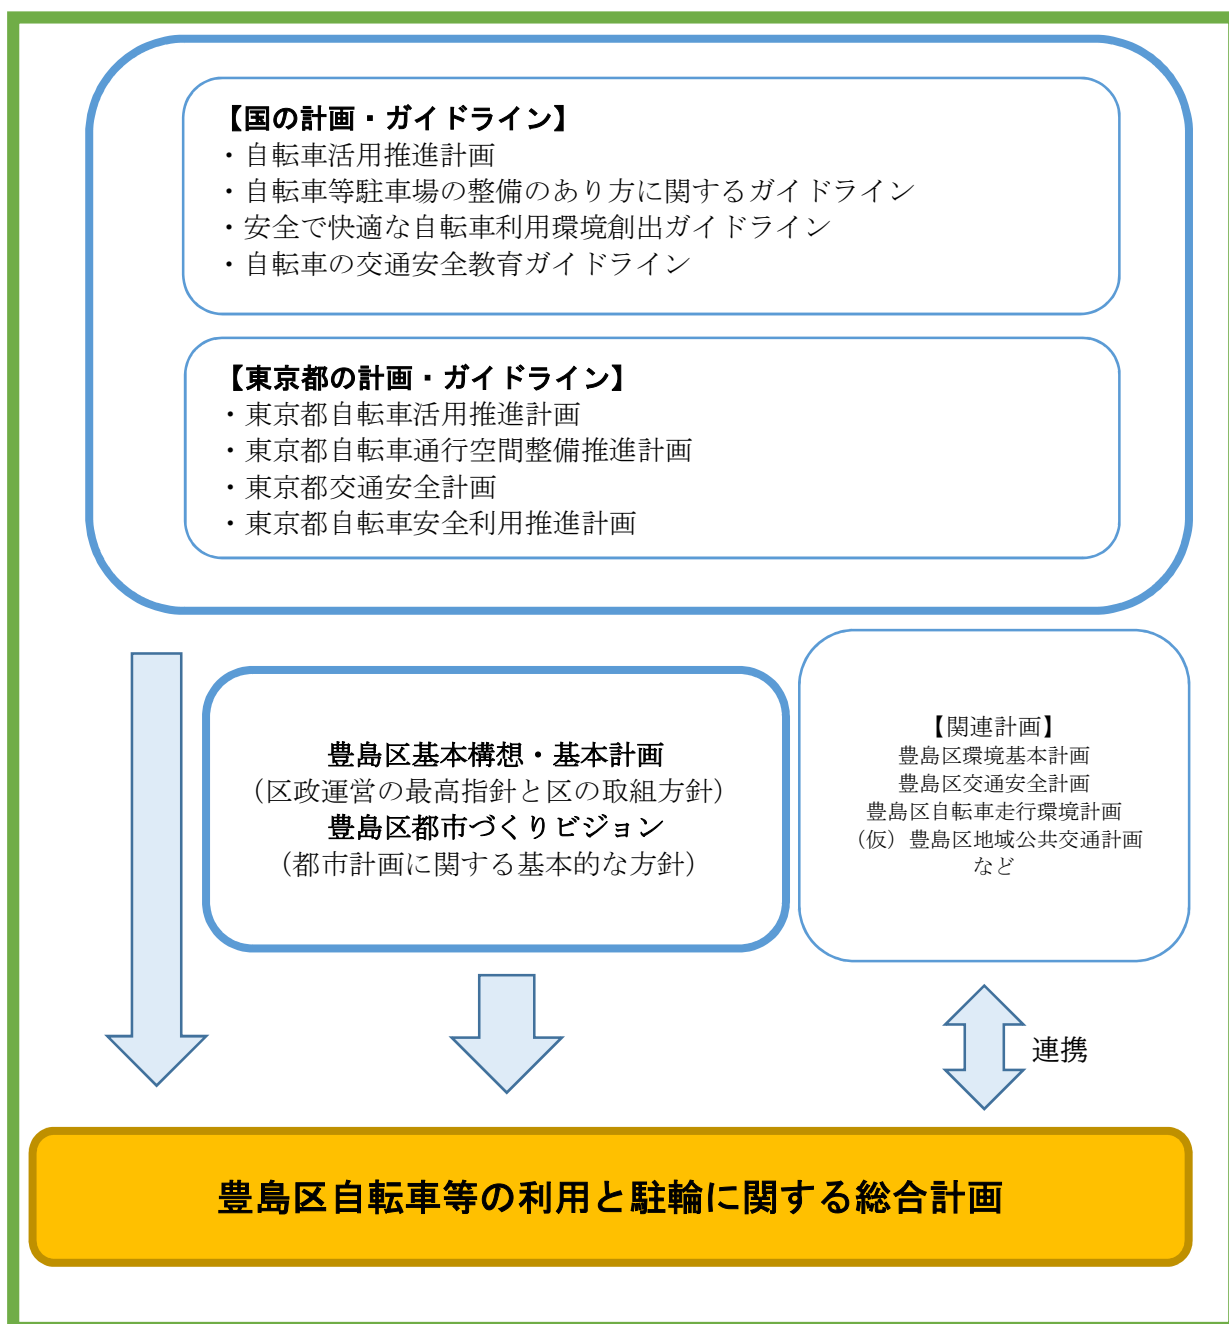 【国の計画・ガイドライン】
・自転車活用推進計画
・自転車等駐車場の整備のあり方に関するガイドライン
・安全で快適な自転車利用環境創出ガイドライン
・自転車の交通安全教育ガイドライン
【東京都の計画・ガイドライン】
・東京都自転車活用推進計画
・東京都自転車通行空間整備推進計画
・東京都交通安全計画
・東京都自転車安全利用推進計画
豊島区基本構想・基本計画
（区政運営の最高指針と区の取組方針）
豊島区都市づくりビジョン
（都市計画に関する基本的な方針）
【関連計画】
豊島区環境基本計画
豊島区交通安全計画
豊島区自転車走行環境計画
（仮）豊島区地域公共交通計画
など
連携
豊島区自転車等の利用と駐輪に関する総合計画